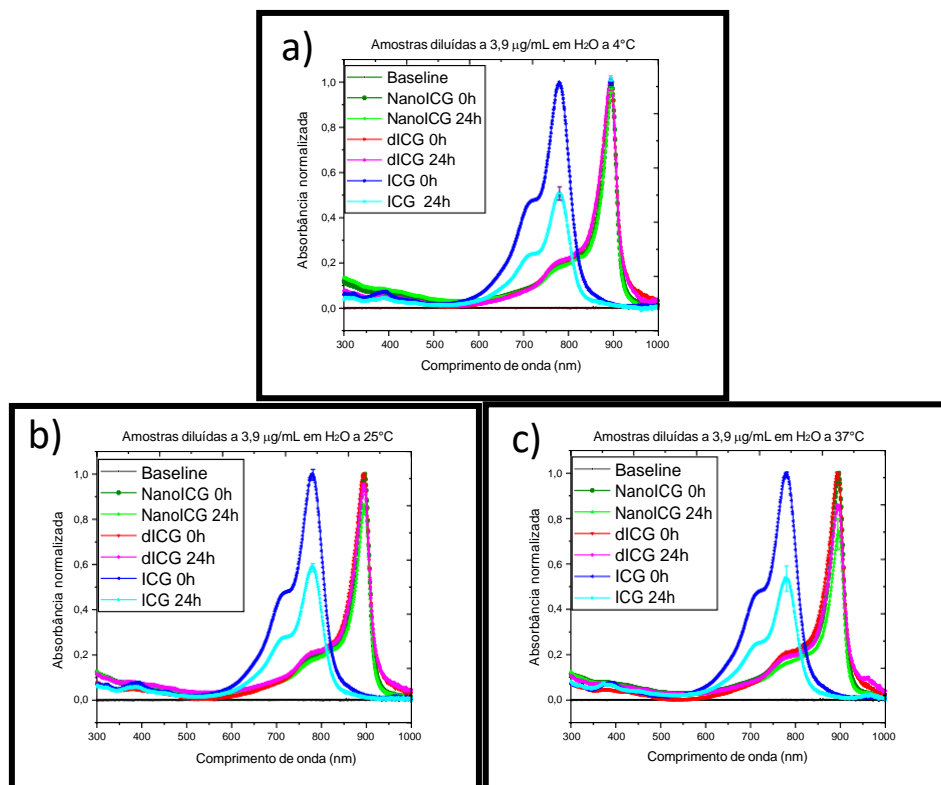 a)
Amostras diluídas a 3,9 µg/mL em H2O a 4°C
Baseline
NanoICG 0h
NanoICG 24h
dICG 0h
dICG 24h
ICG 0h
ICG 24h
1,0
0,8
0,6
0,4
0,2
0,0
Absorbância normalizada
300 400 500 600 700 800 900 1000
Comprimento de onda (nm)
b)
Amostras diluídas a 3,9 µg/mL em H2O a 25°C
Baseline
NanoICG 0h
NanoICG 24h
dICG 0h
dICG 24h
ICG 0h
ICG 24h
1,0
0,8
0,6
0,4
0,2
0,0
Absorbância normalizada
300 400 500 600 700 800 900 1000
Comprimento de onda (nm)
c)
Amostras diluídas a 3,9 µg/mL em H2O a 37°C
Baseline
NanoICG 0h
NanoICG 24h
dICG 0h
dICG 24h
ICG 0h
ICG 24h
1,0
0,8
0,6
0,4
0,2
0,0
Absorbância normalizada
300 400 500 600 700 800 900 1000
Comprimento de onda (nm)